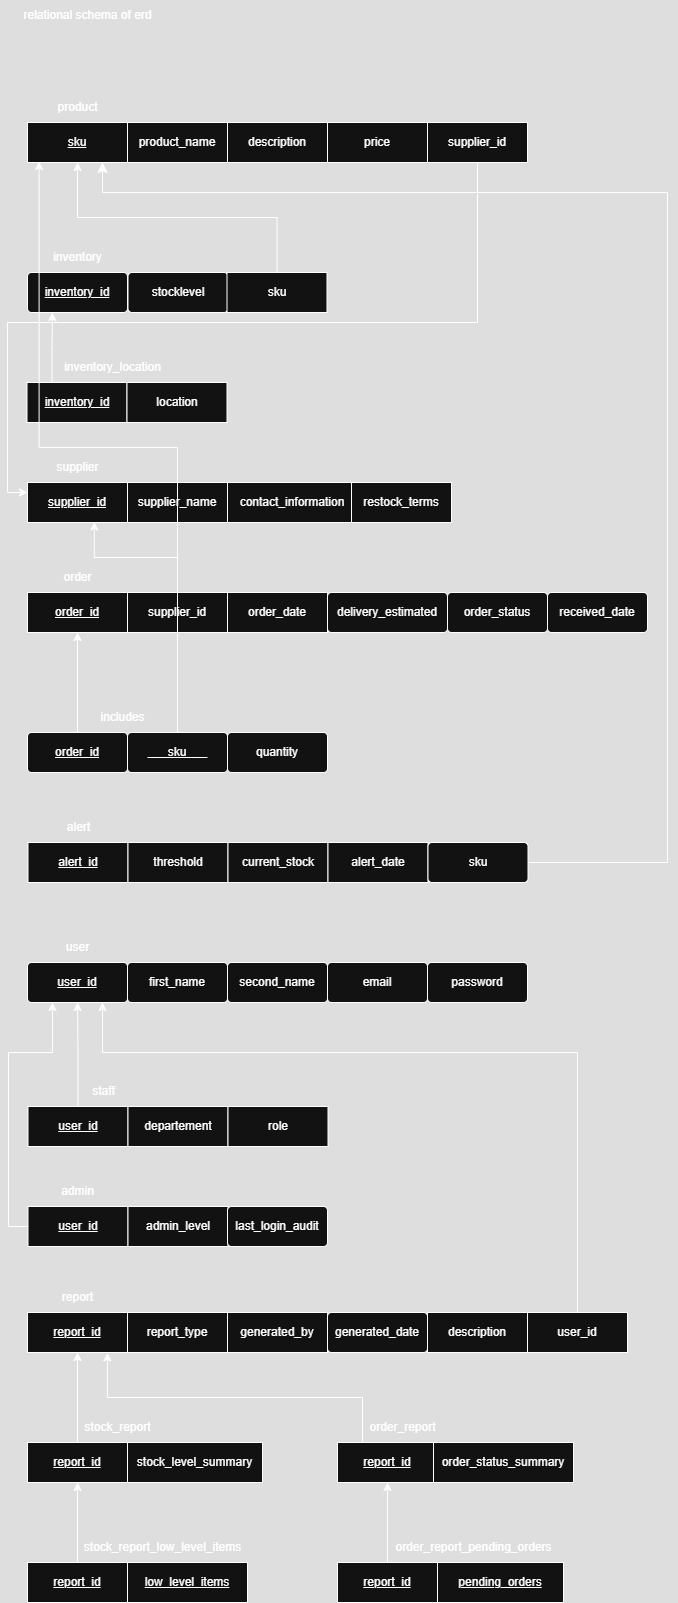 relational schema of erd
product
sku product_name description price supplier_id
inventory
inventory_id stocklevel sku
inventory_location
inventory_id location
supplier
supplier_id supplier_name contact_information restock_terms
order
order_id supplier_id order_date delivery_estimated order_status received_date
includes
order_id sku quantity
alert
alert_id threshold current_stock alert_date sku
user
user_id first_name second_name email password
staff
user_id departement role
admin
user_id admin_level last_login_audit
report
report_id report_type generated_by generated_date description user_id
stock_report order_report
report_id stock_level_summary report_id order_status_summary
stock_report_low_level_items order_report_pending_orders
report_id low_level_items report_id pending_orders